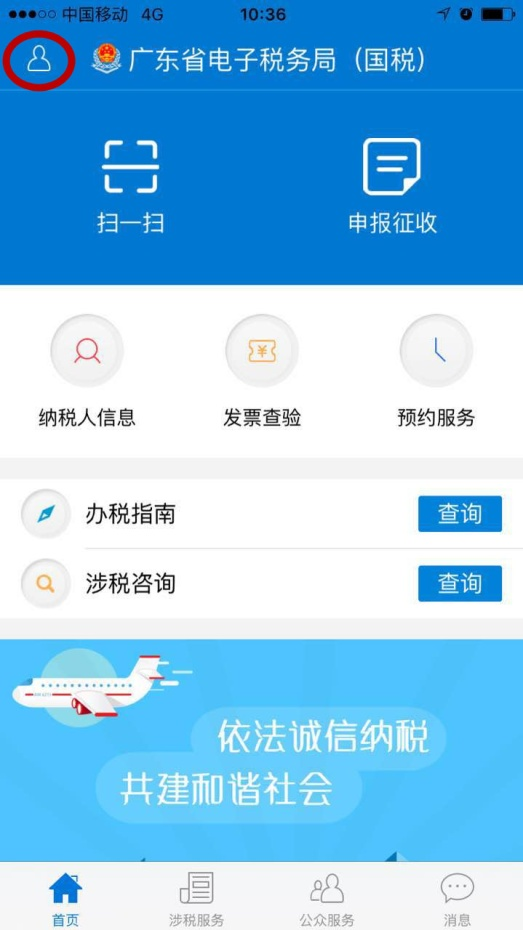 中国移动 4G 10:36
广东省电子税务局（国税）
扫一扫 申报征收
纳税人信息 发票查验 预约服务
办税指南 查询
涉税咨询 查询
依法诚信纳税
共建和谐社会
首页 涉税服务 公众服务 消息